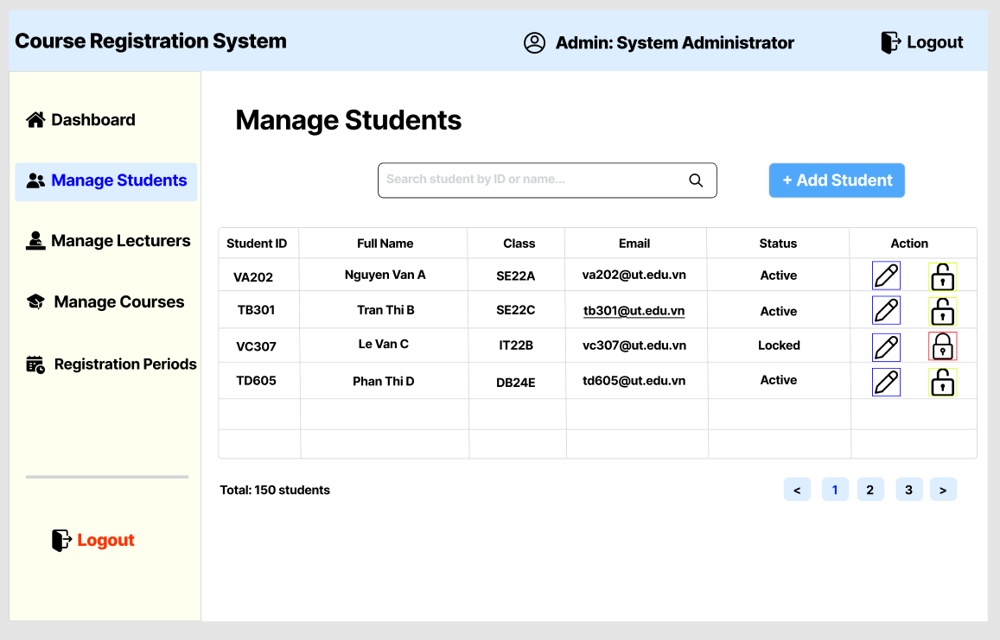 Course Registration System
Admin: System Administrator
Logout
Dashboard
Manage Students
Manage Lecturers
Manage Courses
Registration Periods
Logout
Manage Students
Search student by ID or name...
+ Add Student
Student ID Full Name Class Email Status Action
VA202 Nguyen Van A SE22A va202@ut.edu.vn Active
TB301 Tran Thi B SE22C tb301@ut.edu.vn Active
VC307 Le Van C IT22B vc307@ut.edu.vn Locked
TD605 Phan Thi D DB24E td605@ut.edu.vn Active
Total: 150 students
< 1 2 3 >